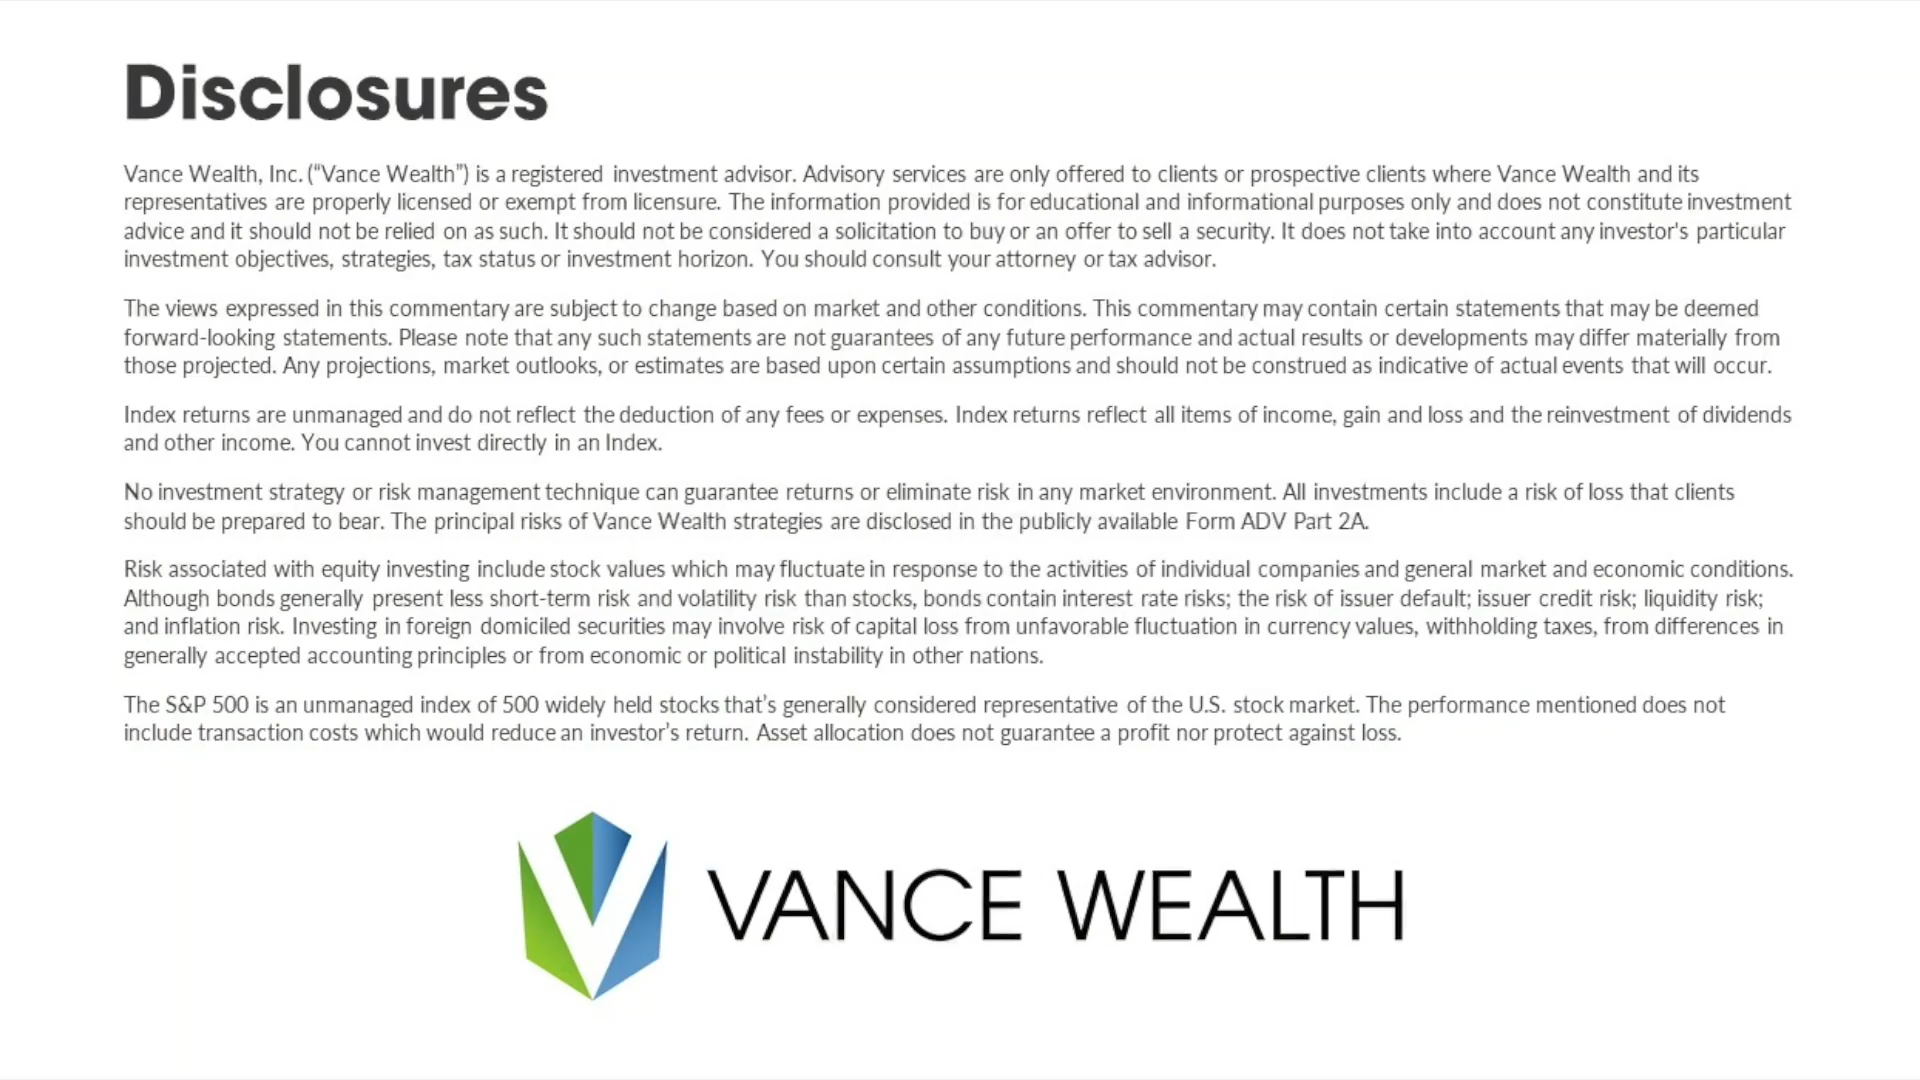 Disclosures
Vance Wealth, Inc. (“Vance Wealth”) is a registered investment advisor. Advisory services are only offered to clients or prospective clients where Vance Wealth and its
representatives are properly licensed or exempt from licensure. The information provided is for educational and informational purposes only and does not constitute investment
advice and it should not be relied on as such. It should not be considered a solicitation to buy or an offer to sell a security. It does not take into account any investor's particular
investment objectives, strategies, tax status or investment horizon. You should consult your attorney or tax advisor.
The views expressed in this commentary are subject to change based on market and other conditions. This commentary may contain certain statements that may be deemed
forward-looking statements. Please note that any such statements are not guarantees of any future performance and actual results or developments may differ materially from
those projected. Any projections, market outlooks, or estimates are based upon certain assumptions and should not be construed as indicative of actual events that will occur.
Index returns are unmanaged and do not reflect the deduction of any fees or expenses. Index returns reflect all items of income, gain and loss and the reinvestment of dividends
and other income. You cannot invest directly in an Index.
No investment strategy or risk management technique can guarantee returns or eliminate risk in any market environment. All investments include a risk of loss that clients
should be prepared to bear. The principal risks of Vance Wealth strategies are disclosed in the publicly available Form ADV Part 2A.
Risk associated with equity investing include stock values which may fluctuate in response to the activities of individual companies and general market and economic conditions.
Although bonds generally present less short-term risk and volatility risk than stocks, bonds contain interest rate risks; the risk of issuer default; issuer credit risk; liquidity risk;
and inflation risk. Investing in foreign domiciled securities may involve risk of capital loss from unfavorable fluctuation in currency values, withholding taxes, from differences in
generally accepted accounting principles or from economic or political instability in other nations.
The S&P 500 is an unmanaged index of 500 widely held stocks that’s generally considered representative of the U.S. stock market. The performance mentioned does not
include transaction costs which would reduce an investor’s return. Asset allocation does not guarantee a profit nor protect against loss.
VANCE WEALTH